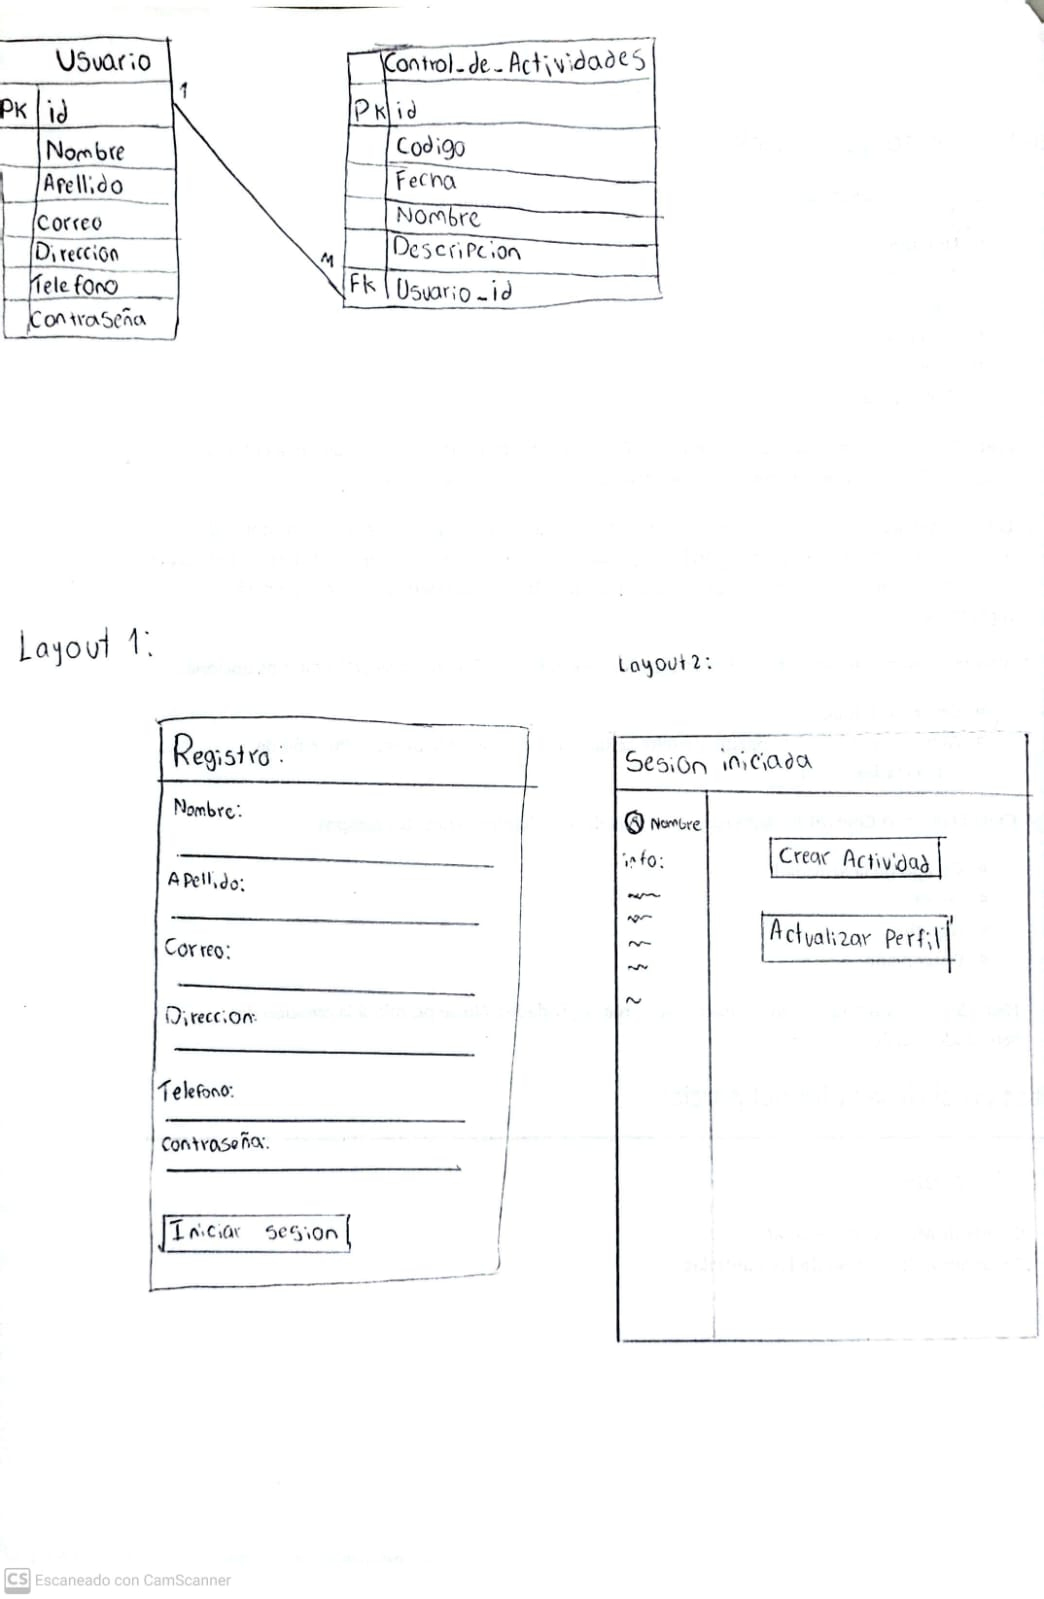 Usuario
PK id
Nombre
Apellido
Correo
Direccion
Telefono
Contraseña
1
M
Control_de_Actividades
PK id
Codigo
Fecha
Nombre
Descripcion
FK Usuario_id
Layout 1:
Registro:
Nombre:
Apellido:
Correo:
Direccion:
Telefono:
Contraseña:
Iniciar sesion
Layout 2:
Sesion iniciada
Nombre
info:
Crear Actividad
Actualizar Perfil
CS Escaneado con CamScanner